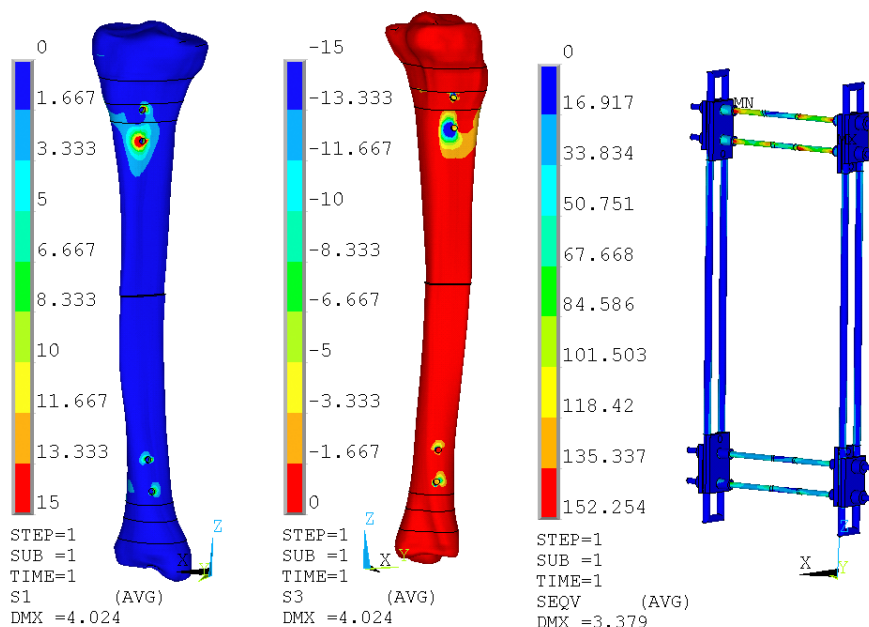 0
1.667
3.333
5
6.667
8.333
10
11.667
13.333
15
STEP=1
SUB =1
TIME=1
S1 (AVG)
DMX =4.024
Z
X
Y
-15
-13.333
-11.667
-10
-8.333
-6.667
-5
-3.333
-1.667
0
STEP=1
SUB =1
TIME=1
S3 (AVG)
DMX =4.024
Z
X
Y
0
16.917
33.834
50.751
67.668
84.586
101.503
118.42
135.337
152.254
STEP=1
SUB =1
TIME=1
SEQV (AVG)
DMX =3.379
MN
Z
X
Y